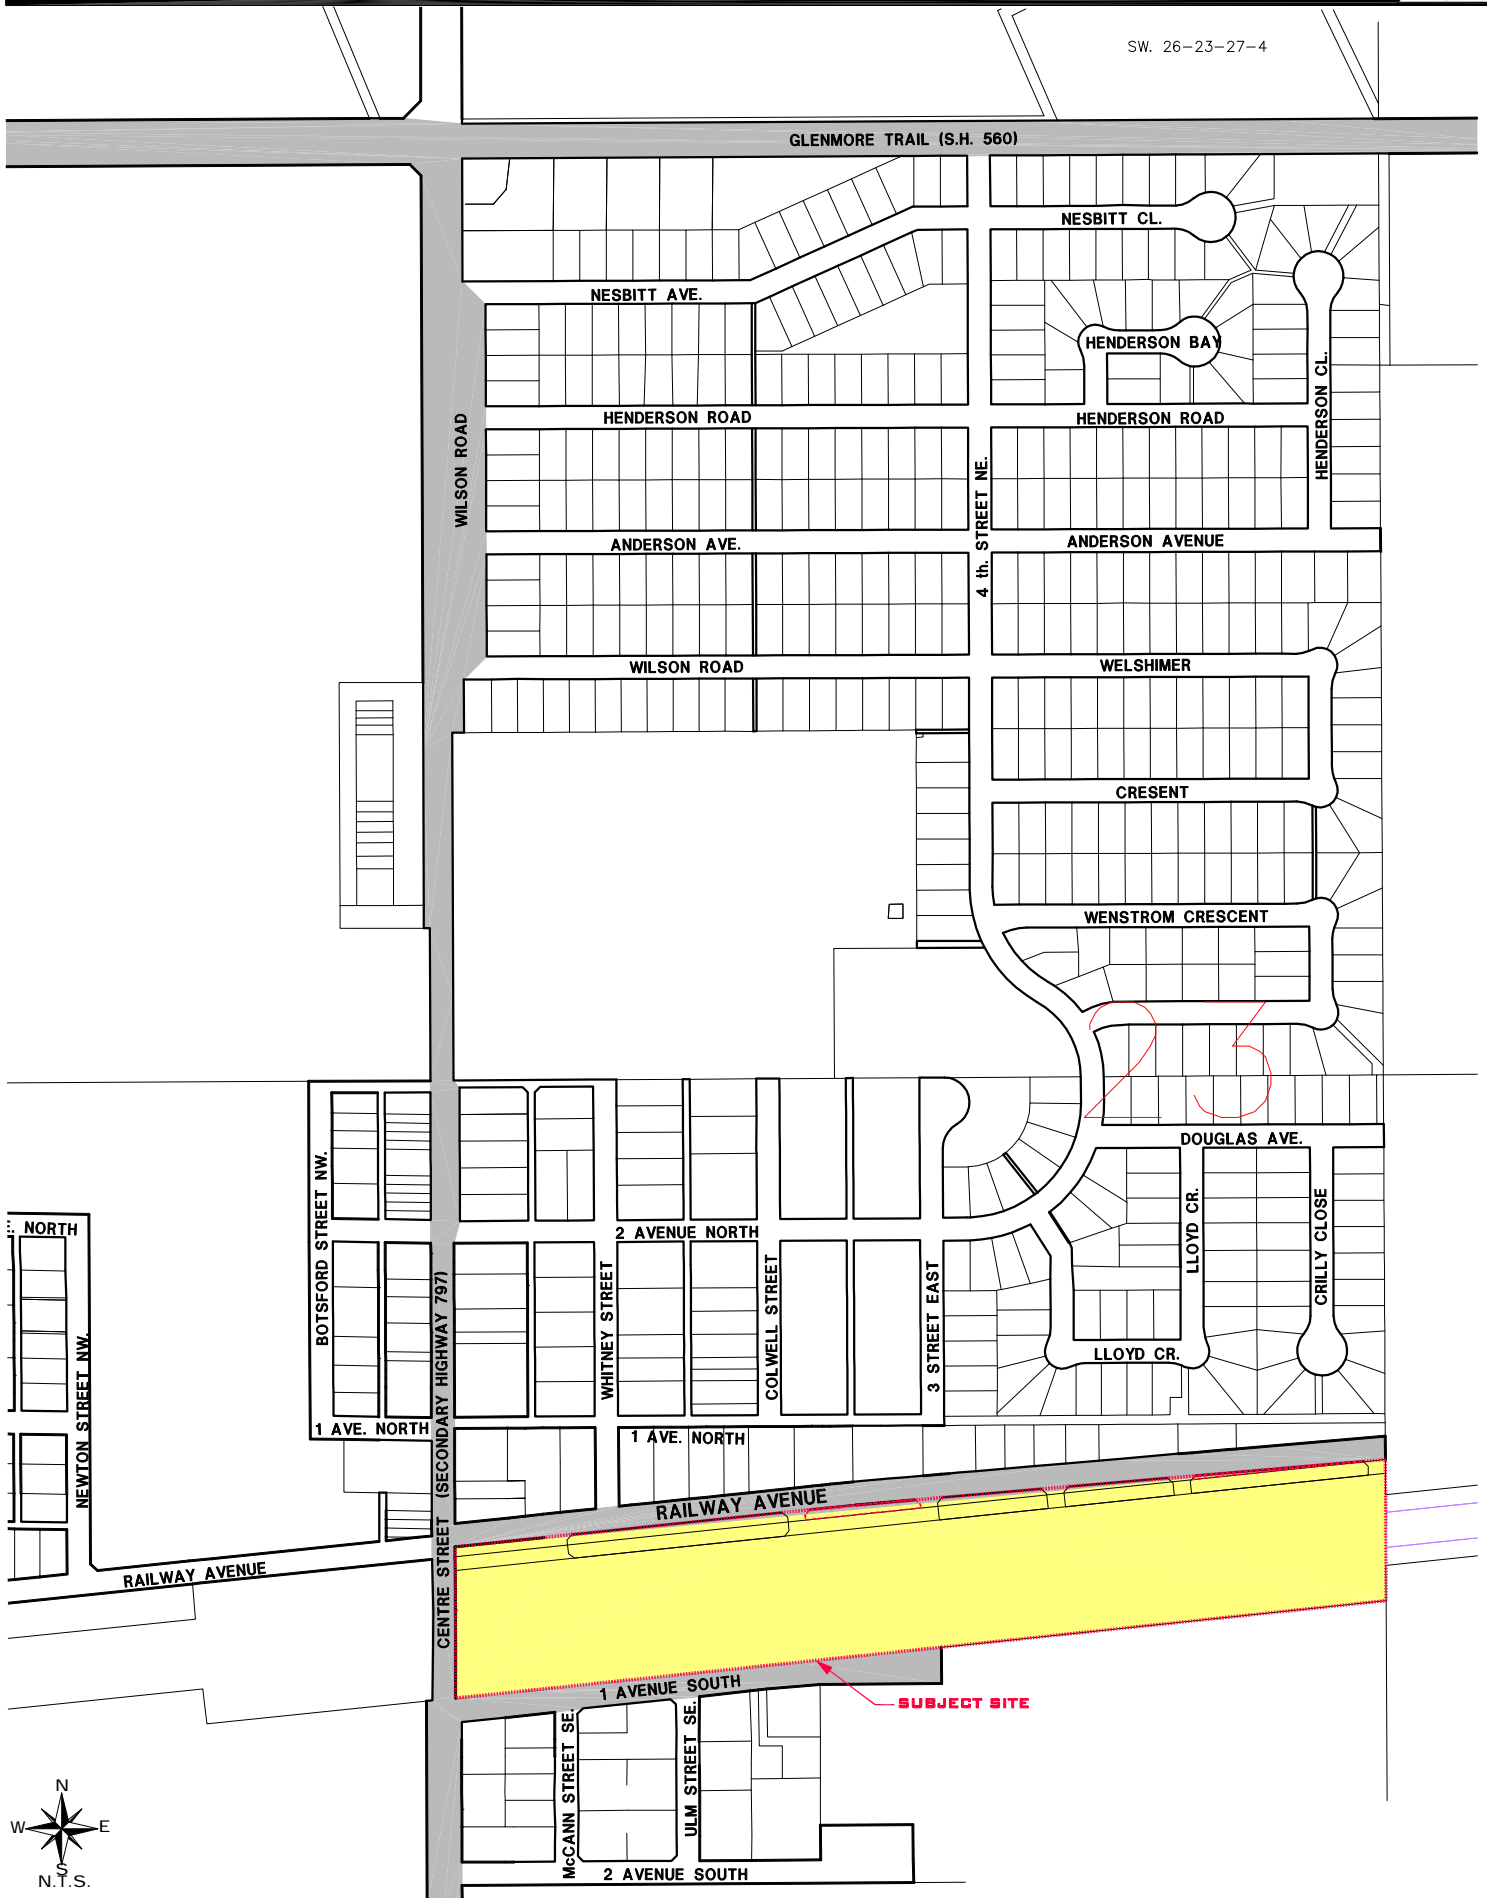 SW. 26-23-27-4
GLENMORE TRAIL (S.H. 560)
NESBITT CL.
NESBITT AVE.
HENDERSON BAY
HENDERSON CL.
HENDERSON ROAD
HENDERSON ROAD
WILSON ROAD
4 th. STREET NE.
ANDERSON AVE.
ANDERSON AVENUE
WILSON ROAD
WELSHIMER
CRESENT
WENSTROM CRESCENT
23
DOUGLAS AVE.
BOTSFORD STREET NW.
LLOYD CR.
CRILLY CLOSE
E. NORTH
2 AVENUE NORTH
WHITNEY STREET
COLWELL STREET
3 STREET EAST
NEWTON STREET NW.
CENTRE STREET (SECONDARY HIGHWAY 797)
LLOYD CR.
1 AVE. NORTH
1 AVE. NORTH
RAILWAY AVENUE
RAILWAY AVENUE
1 AVENUE SOUTH
SUBJECT SITE
McCANN STREET SE.
ULM STREET SE.
2 AVENUE SOUTH
N
W E
S
N.T.S.